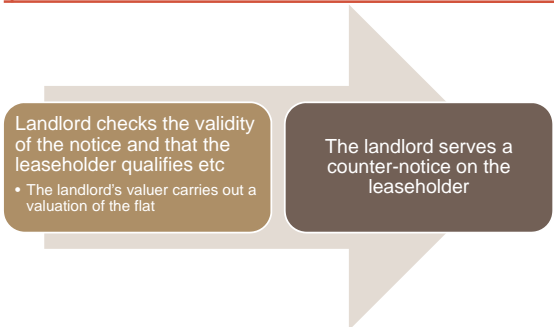 Landlord checks the validity
of the notice and that the
leaseholder qualifies etc
• The landlord's valuer carries out a
valuation of the flat
The landlord serves a
counter-notice on the
leaseholder